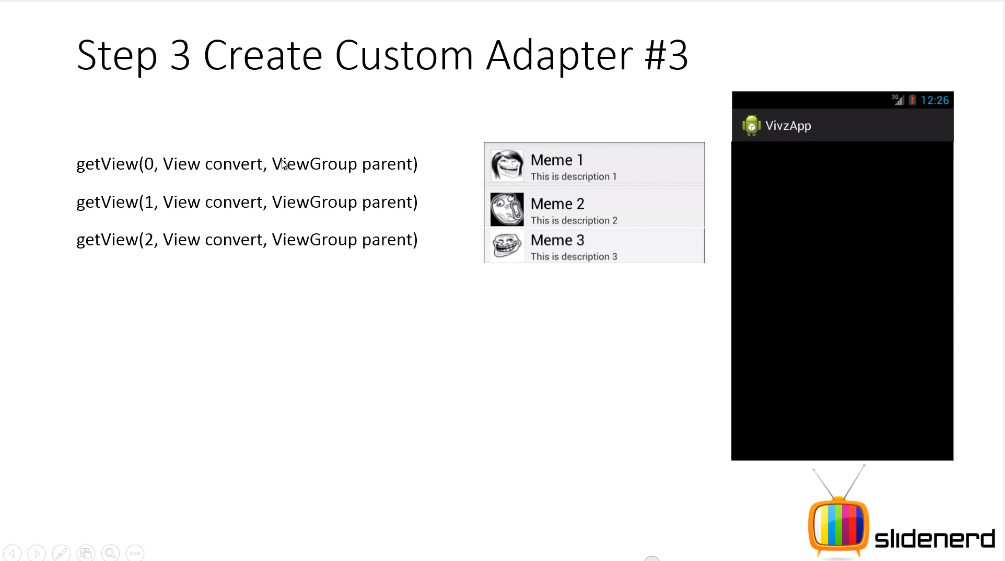 Step 3 Create Custom Adapter #3
getView(0, View convert, ViewGroup parent)
getView(1, View convert, ViewGroup parent)
getView(2, View convert, ViewGroup parent)
Meme 1
This is description 1
Meme 2
This is description 2
Meme 3
This is description 3
3G 12:26
VivzApp
slidenerd